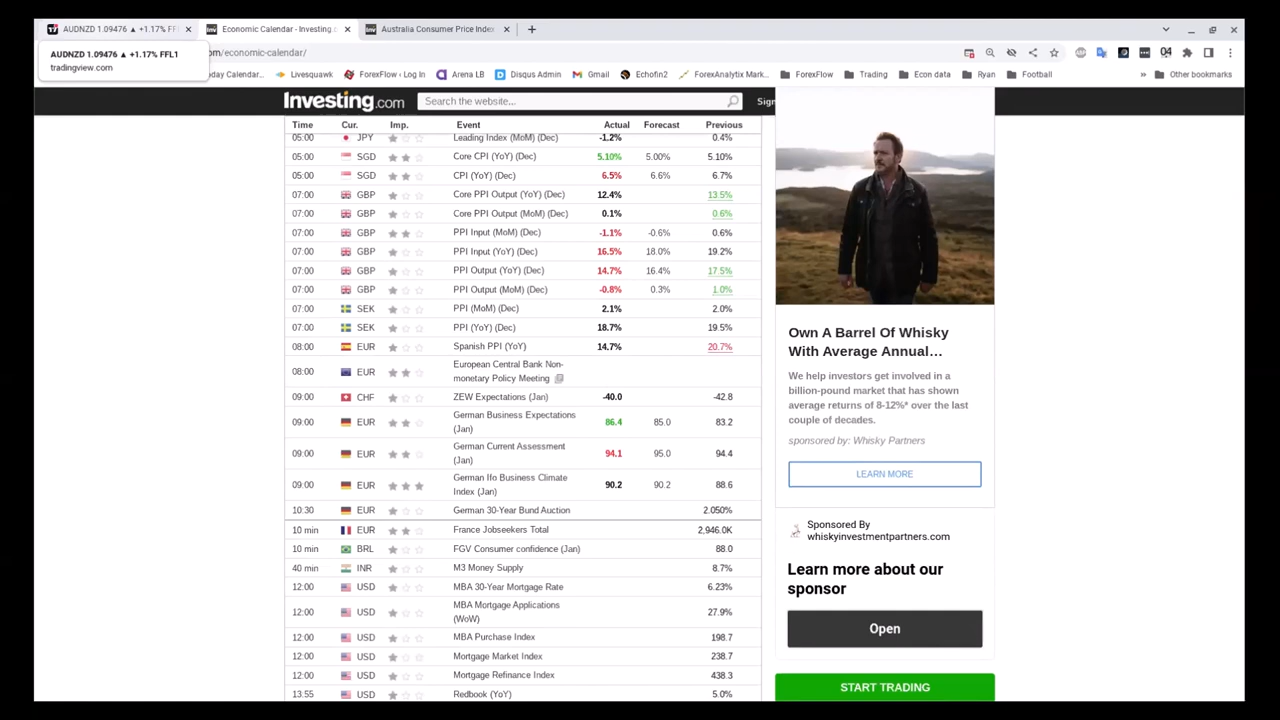 AUDNZD 1.09476 ▲ +1.17% FFL
Economic Calendar - Investing.c
Australia Consumer Price Index
AUDNZD 1.09476 ▲ +1.17% FFL1
tradingview.com
om/economic-calendar/
oday Calendar...
Livesquawk
ForexFlow ‹ Log In
Arena LB
Disqus Admin
Gmail
Echofin2
ForexAnalytix Mark...
ForexFlow
Trading
Econ data
Ryan
Football
Other bookmarks
Investing.com
Search the website...
Sign
Time Cur. Imp. Event Actual Forecast Previous
05:00 JPY Leading Index (MoM) (Dec) -1.2% 0.4%
05:00 SGD Core CPI (YoY) (Dec) 5.10% 5.00% 5.10%
05:00 SGD CPI (YoY) (Dec) 6.5% 6.6% 6.7%
07:00 GBP Core PPI Output (YoY) (Dec) 12.4% 13.5%
07:00 GBP Core PPI Output (MoM) (Dec) 0.1% 0.6%
07:00 GBP PPI Input (MoM) (Dec) -1.1% -0.6% 0.6%
07:00 GBP PPI Input (YoY) (Dec) 16.5% 18.0% 19.2%
07:00 GBP PPI Output (YoY) (Dec) 14.7% 16.4% 17.5%
07:00 GBP PPI Output (MoM) (Dec) -0.8% 0.3% 1.0%
07:00 SEK PPI (MoM) (Dec) 2.1% 2.0%
07:00 SEK PPI (YoY) (Dec) 18.7% 19.5%
08:00 EUR Spanish PPI (YoY) 14.7% 20.7%
08:00 EUR European Central Bank Non-
monetary Policy Meeting
09:00 CHF ZEW Expectations (Jan) -40.0 -42.8
09:00 EUR German Business Expectations
(Jan) 86.4 85.0 83.2
09:00 EUR German Current Assessment
(Jan) 94.1 95.0 94.4
09:00 EUR German Ifo Business Climate
Index (Jan) 90.2 90.2 88.6
10:30 EUR German 30-Year Bund Auction 2.050%
10 min EUR France Jobseekers Total 2,946.0K
10 min BRL FGV Consumer confidence (Jan) 88.0
40 min INR M3 Money Supply 8.7%
12:00 USD MBA 30-Year Mortgage Rate 6.23%
12:00 USD MBA Mortgage Applications
(WoW) 27.9%
12:00 USD MBA Purchase Index 198.7
12:00 USD Mortgage Market Index 238.7
12:00 USD Mortgage Refinance Index 438.3
13:55 USD Redbook (YoY) 5.0%
Own A Barrel Of Whisky
With Average Annual...
We help investors get involved in a
billion-pound market that has shown
average returns of 8-12%* over the last
couple of decades.
sponsored by: Whisky Partners
LEARN MORE
Sponsored By
whiskyinvestmentpartners.com
Learn more about our
sponsor
Open
START TRADING